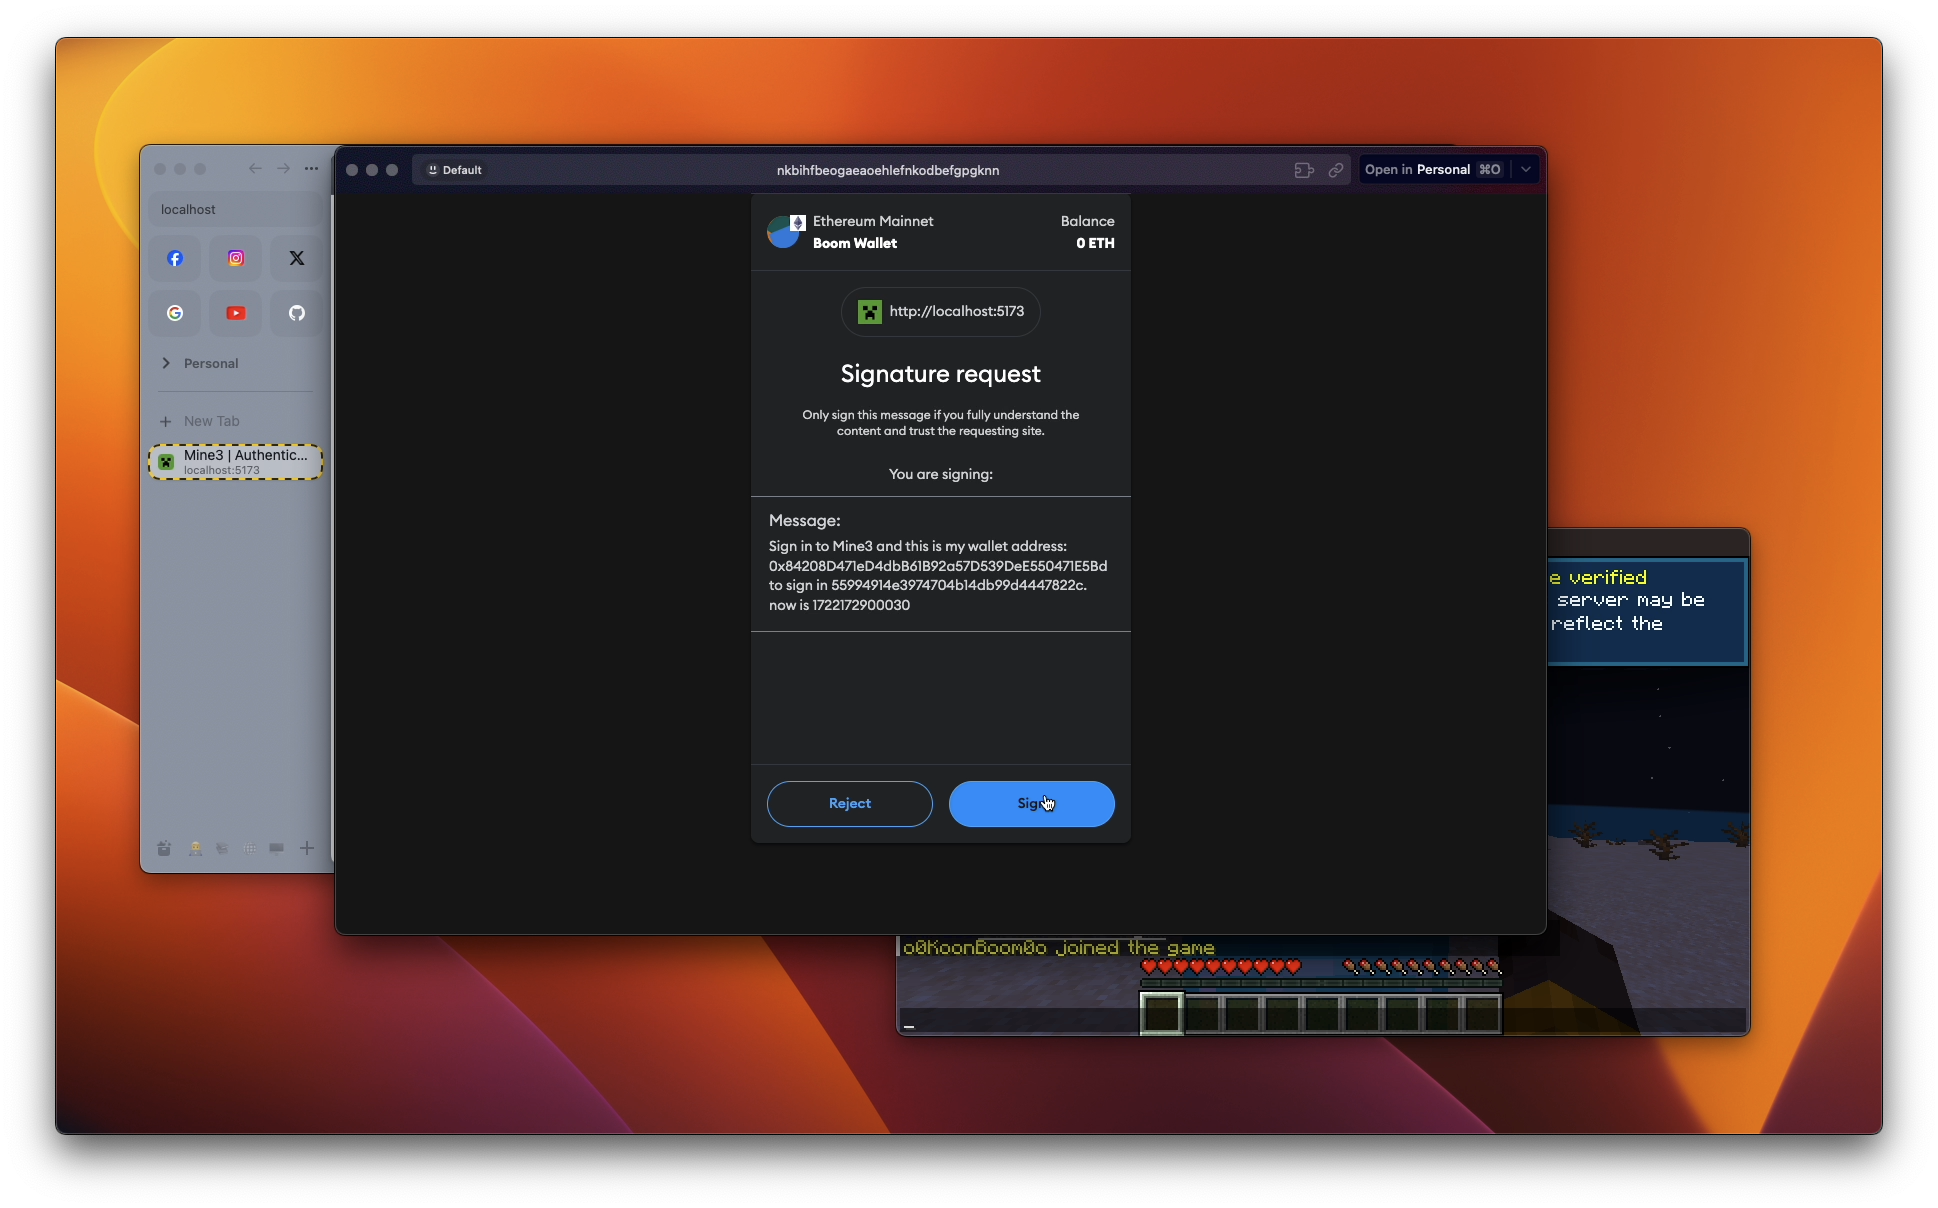 localhost
Personal
New Tab
Mine3 | Authentic...
localhost:5173
Default
nkbihfbeogaeaoehlefnkodbefgpgknn
Open in Personal ⌘O
Ethereum Mainnet
Boom Wallet
Balance
0 ETH
http://localhost:5173
Signature request
Only sign this message if you fully understand the
content and trust the requesting site.
You are signing:
Message:
Sign in to Mine3 and this is my wallet address:
0x84208D471eD4dbB61B92a57D539DeE550471E5Bd
to sign in 55994914e3974704b14db99d4447822c.
now is 1722172900030
Reject
Sign
e verified
server may be
reflect the
o0KoonBoom0o joined the game